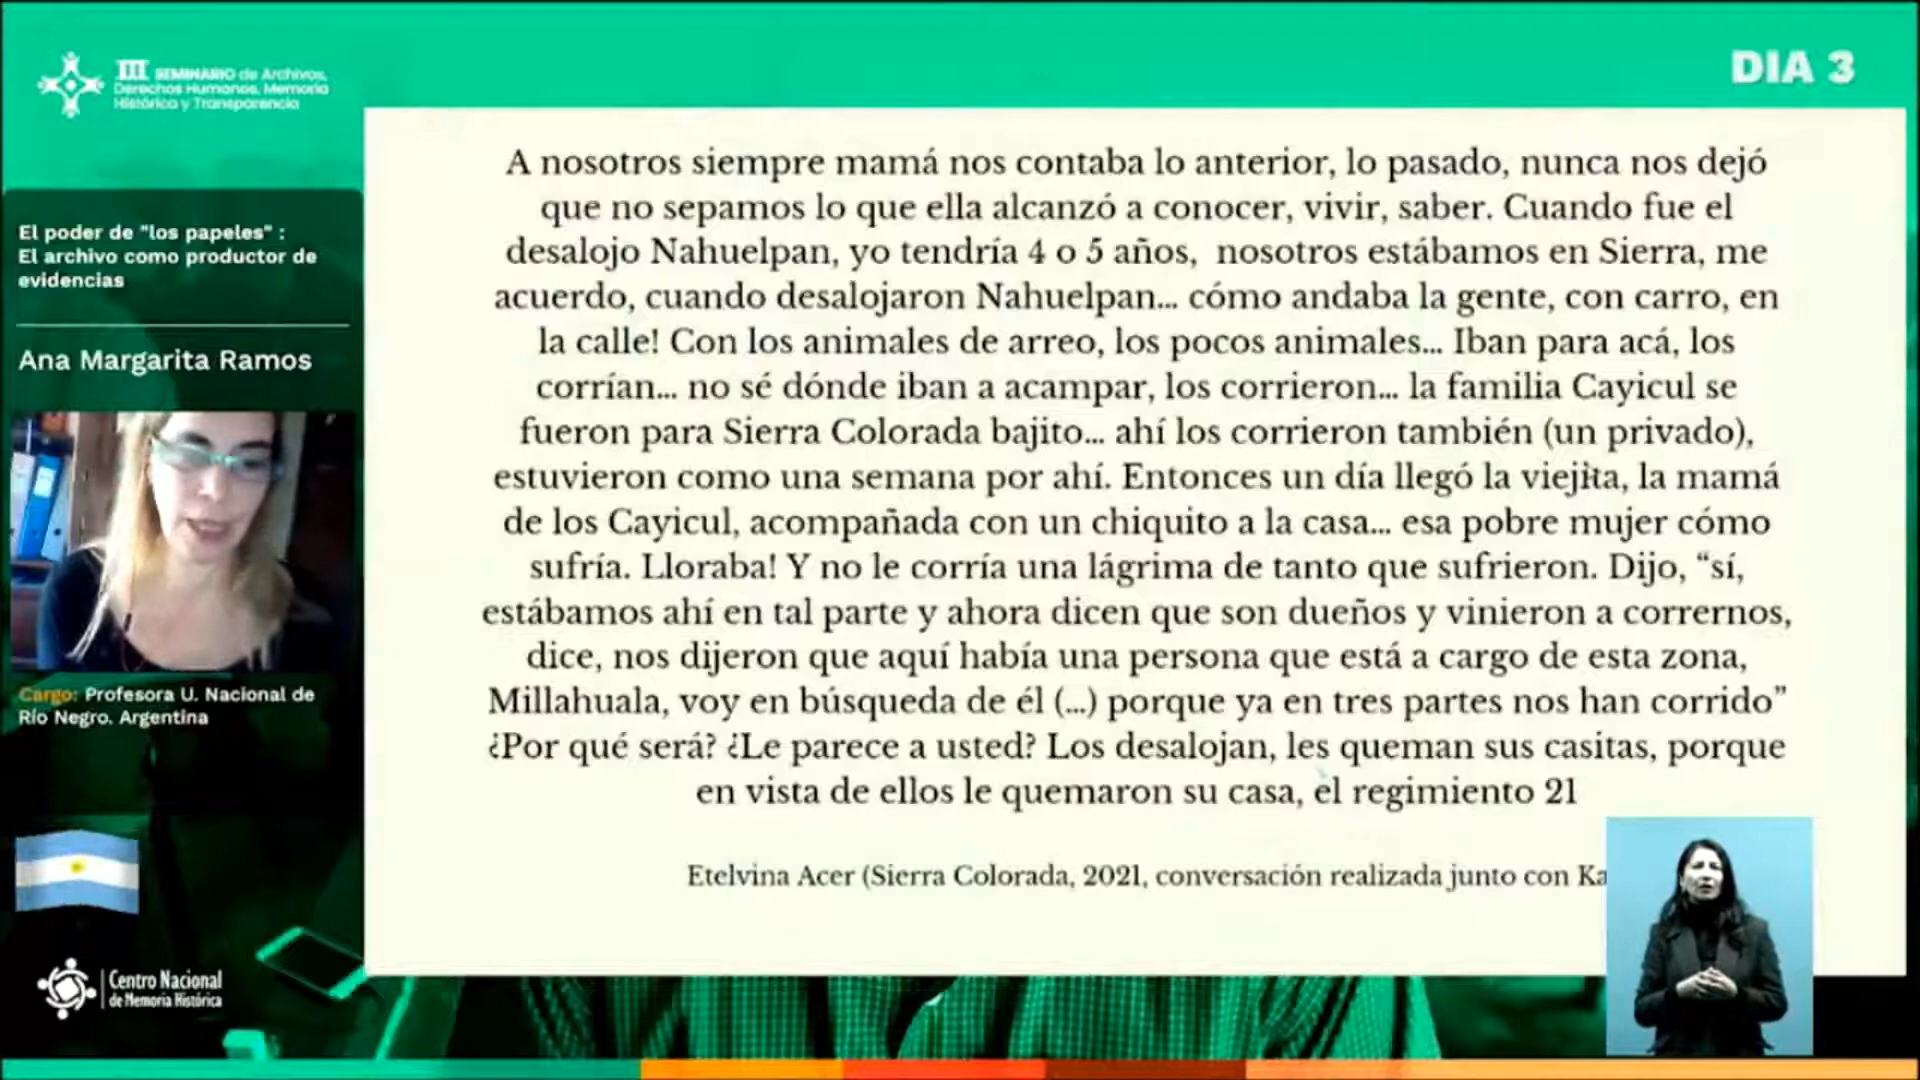 III SEMINARIO de Archivos,
Derechos Humanos, Memoria
Histórica y Transparencia
DIA 3
El poder de "los papeles" :
El archivo como productor de
evidencias
Ana Margarita Ramos
Cargo: Profesora U. Nacional de
Río Negro. Argentina
Centro Nacional
de Memoria Histórica
A nosotros siempre mamá nos contaba lo anterior, lo pasado, nunca nos dejó
que no sepamos lo que ella alcanzó a conocer, vivir, saber. Cuando fue el
desalojo Nahuelpan, yo tendría 4 o 5 años, nosotros estábamos en Sierra, me
acuerdo, cuando desalojaron Nahuelpan... cómo andaba la gente, con carro, en
la calle! Con los animales de arreo, los pocos animales... Iban para acá, los
corrían... no sé dónde iban a acampar, los corrieron... la familia Cayicul se
fueron para Sierra Colorada bajito... ahí los corrieron también (un privado),
estuvieron como una semana por ahí. Entonces un día llegó la viejita, la mamá
de los Cayicul, acompañada con un chiquito a la casa... esa pobre mujer cómo
sufría. Lloraba! Y no le corría una lágrima de tanto que sufrieron. Dijo, “sí,
estábamos ahí en tal parte y ahora dicen que son dueños y vinieron a corrernos,
dice, nos dijeron que aquí había una persona que está a cargo de esta zona,
Millahuala, voy en búsqueda de él (...) porque ya en tres partes nos han corrido”
¿Por qué será? ¿Le parece a usted? Los desalojan, les queman sus casitas, porque
en vista de ellos le quemaron su casa, el regimiento 21
Etelvina Acer (Sierra Colorada, 2021, conversación realizada junto con Ka